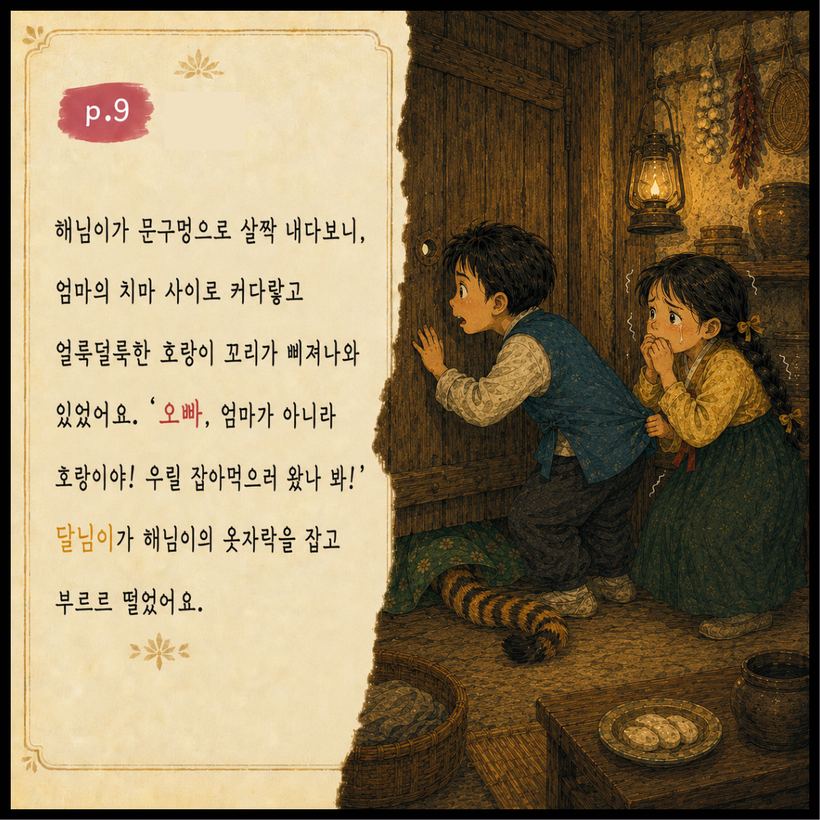 p.9
해님이가 문구멍으로 살짝 내다보니,
엄마의 치마 사이로 커다랗고
얼룩덜룩한 호랑이 꼬리가 삐져나와
있었어요. ‘오빠, 엄마가 아니라
호랑이야! 우릴 잡아먹으러 왔나 봐!’
달님이가 해님이의 옷자락을 잡고
부르르 떨었어요.